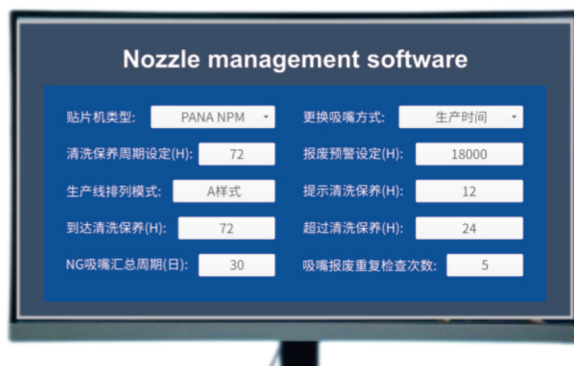 Nozzle management software
贴片机类型: PANA NPM 更换吸嘴方式: 生产时间
清洗保养周期设定(H): 72 报废预警设定(H): 18000
生产线排列模式: A样式 提示清洗保养(H): 12
到达清洗保养(H): 72 超过清洗保养(H): 24
NG吸嘴汇总周期(日): 30 吸嘴报废重复检查次数: 5